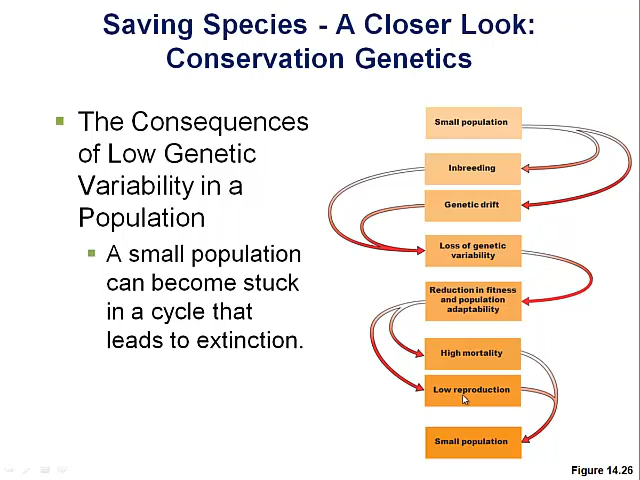 Saving Species - A Closer Look:
Conservation Genetics
The Consequences
of Low Genetic
Variability in a
Population
A small population
can become stuck
in a cycle that
leads to extinction.
Small population
Inbreeding
Genetic drift
Loss of genetic
variability
Reduction in fitness
and population
adaptability
High mortality
Low reproduction
Small population
Figure 14.26